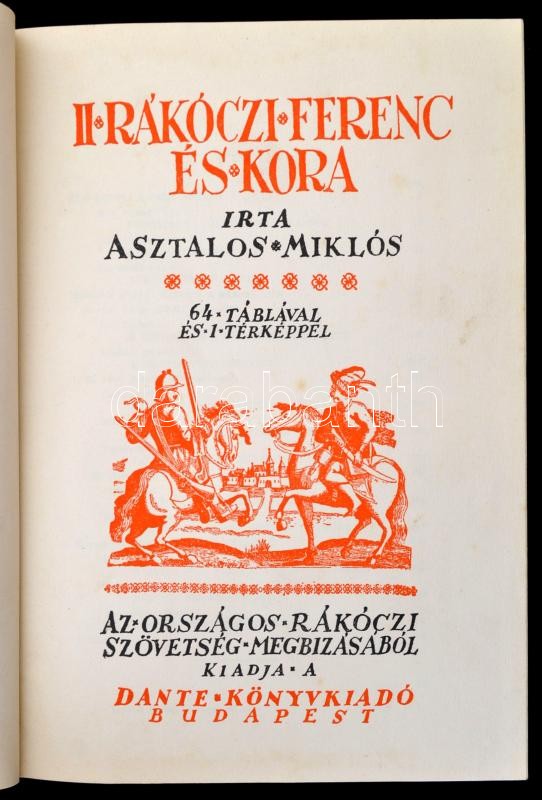 II RÁKÓCZI FERENC
ÉS KORA
IRTA
ASZTALOS MIKLÓS
64 TÁBLÁVAL
ÉS 1 TÉRKÉPPEL
darabanth
AZ ORSZÁGOS RÁKÓCZI
SZÖVETSÉG MEGBIZÁSÁBÓL
KIADJA A
DANTE KÖNYVKIADÓ
BUDAPEST